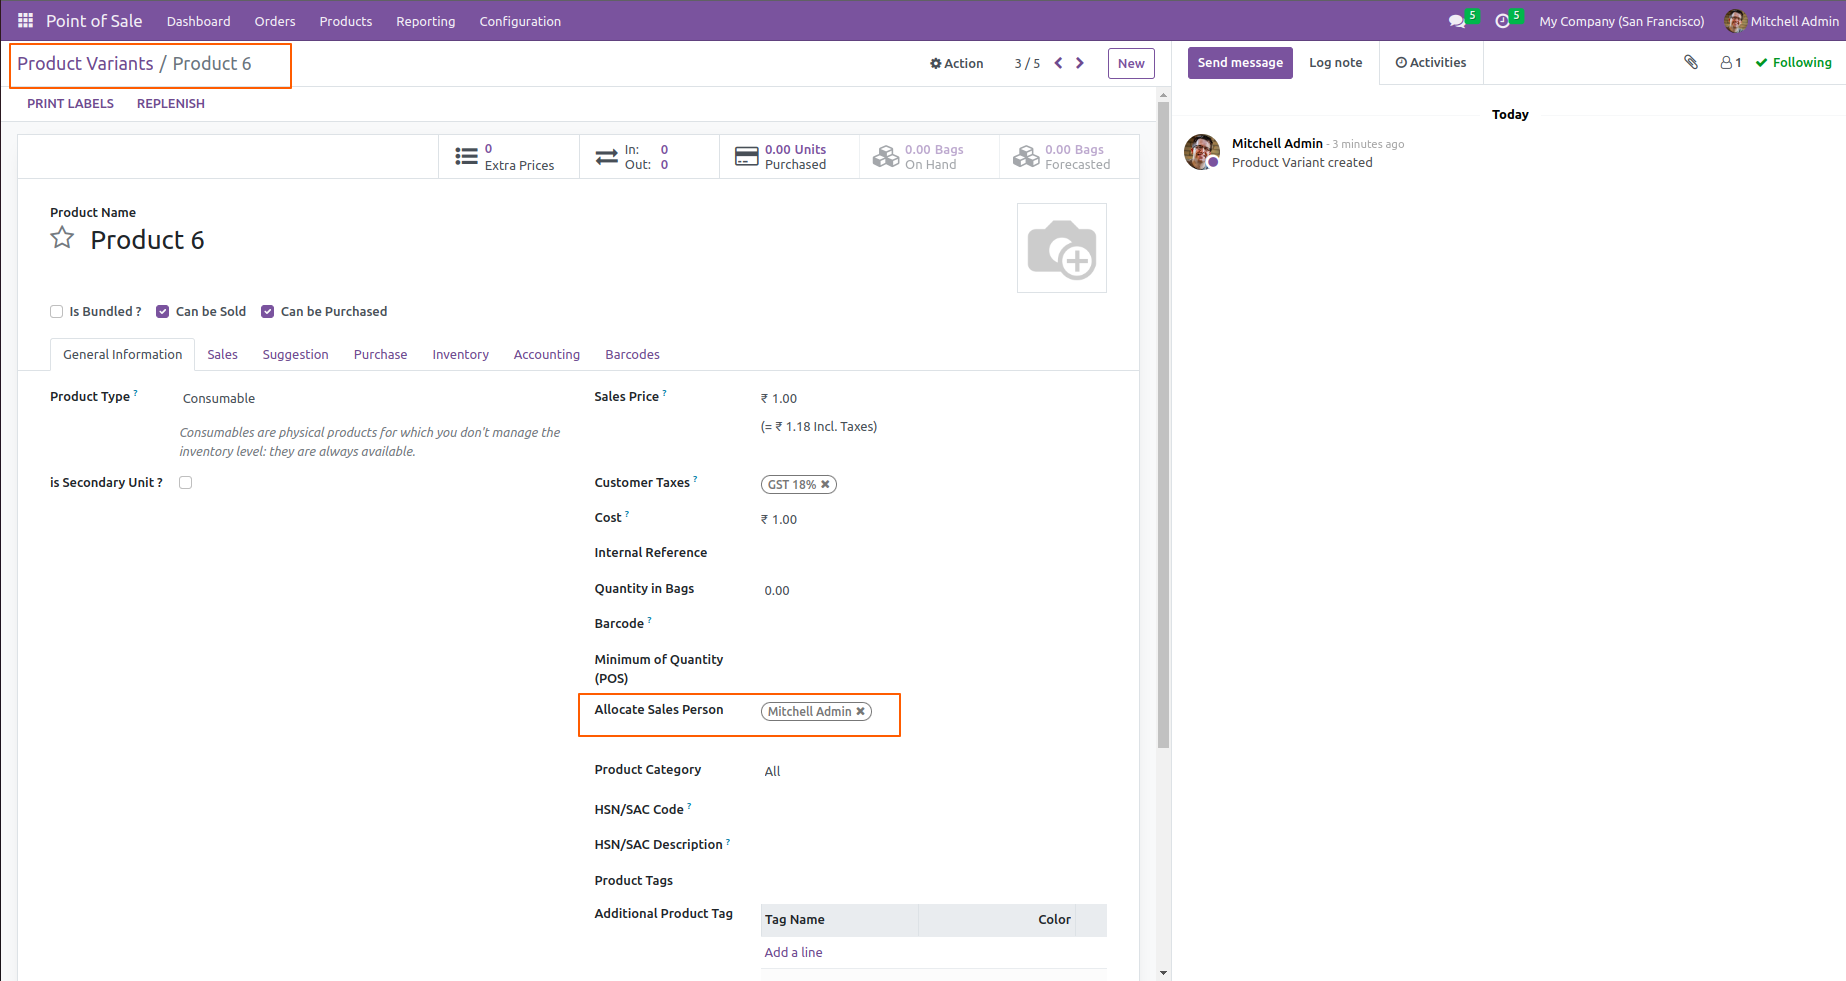 Point of Sale Dashboard Orders Products Reporting Configuration 5 5 My Company (San Francisco) Mitchell Admin
Product Variants / Product 6 Action 3 / 5 New Send message Log note Activities 1 Following
PRINT LABELS REPLENISH
Today
0 Extra Prices
In: 0
Out: 0
0.00 Units
Purchased
0.00 Bags
On Hand
0.00 Bags
Forecasted
Mitchell Admin - 3 minutes ago
Product Variant created
Product Name
Product 6
Is Bundled ? Can be Sold Can be Purchased
General Information Sales Suggestion Purchase Inventory Accounting Barcodes
Product Type ? Consumable
Consumables are physical products for which you don't manage the
inventory level: they are always available.
is Secondary Unit ?
Sales Price ? ₹ 1.00
(= ₹ 1.18 Incl. Taxes)
Customer Taxes ? GST 18%
Cost ? ₹ 1.00
Internal Reference
Quantity in Bags 0.00
Barcode ?
Minimum of Quantity
(POS)
Allocate Sales Person Mitchell Admin
Product Category All
HSN/SAC Code ?
HSN/SAC Description ?
Product Tags
Additional Product Tag Tag Name Color
Add a line